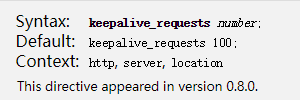 Syntax: keepalive_requests number;
Default: keepalive_requests 100;
Context: http, server, location
This directive appeared in version 0.8.0.